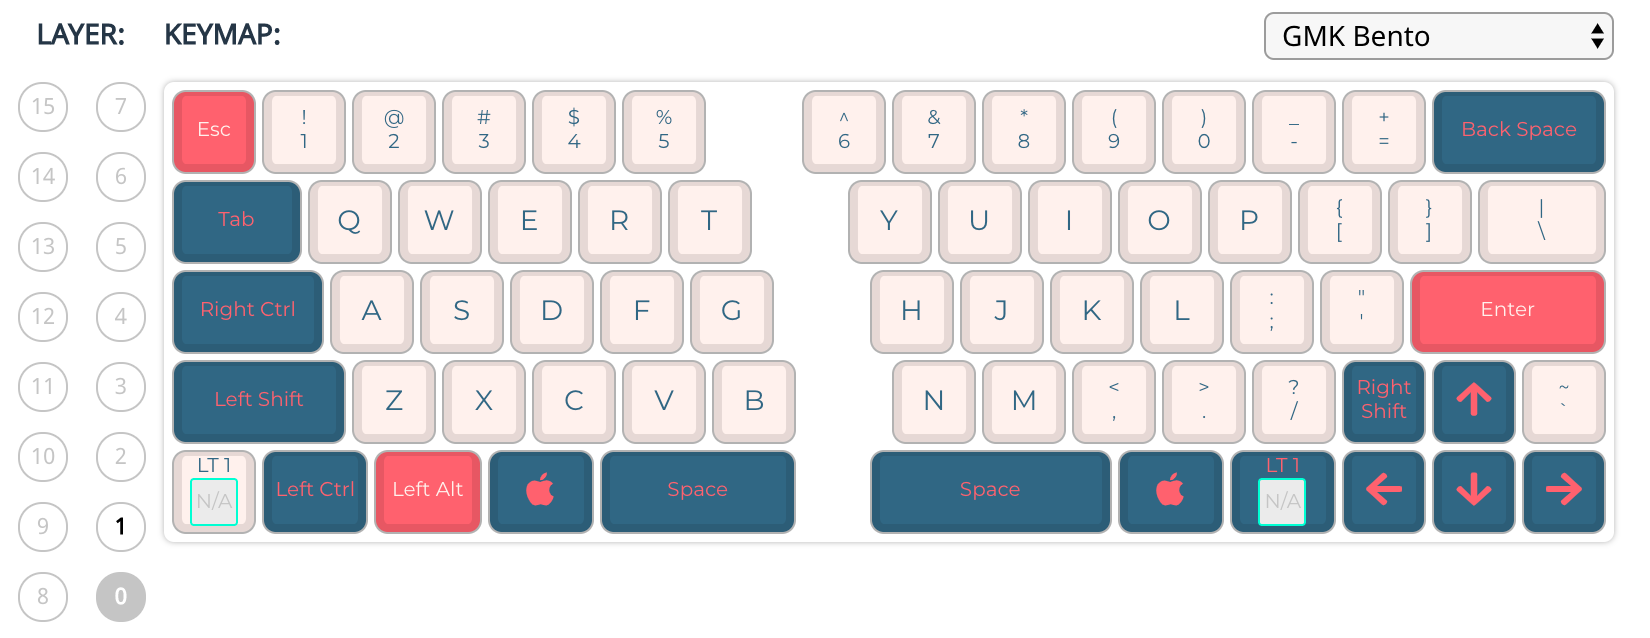 LAYER: KEYMAP: GMK Bento
15 7 Esc ! @ # $ % ^ & * ( ) _ + Back Space
1 2 3 4 5 6 7 8 9 0 - =
14 6 Tab Q W E R T Y U I O P { } |
[ ] \
13 5
12 4 Right Ctrl A S D F G H J K L : " Enter
; '
11 3 Left Shift Z X C V B N M < > ? Right Shift ~
, . / `
10 2 LT 1 Left Ctrl Left Alt Space Space LT 1
N/A N/A
9 1
8 0